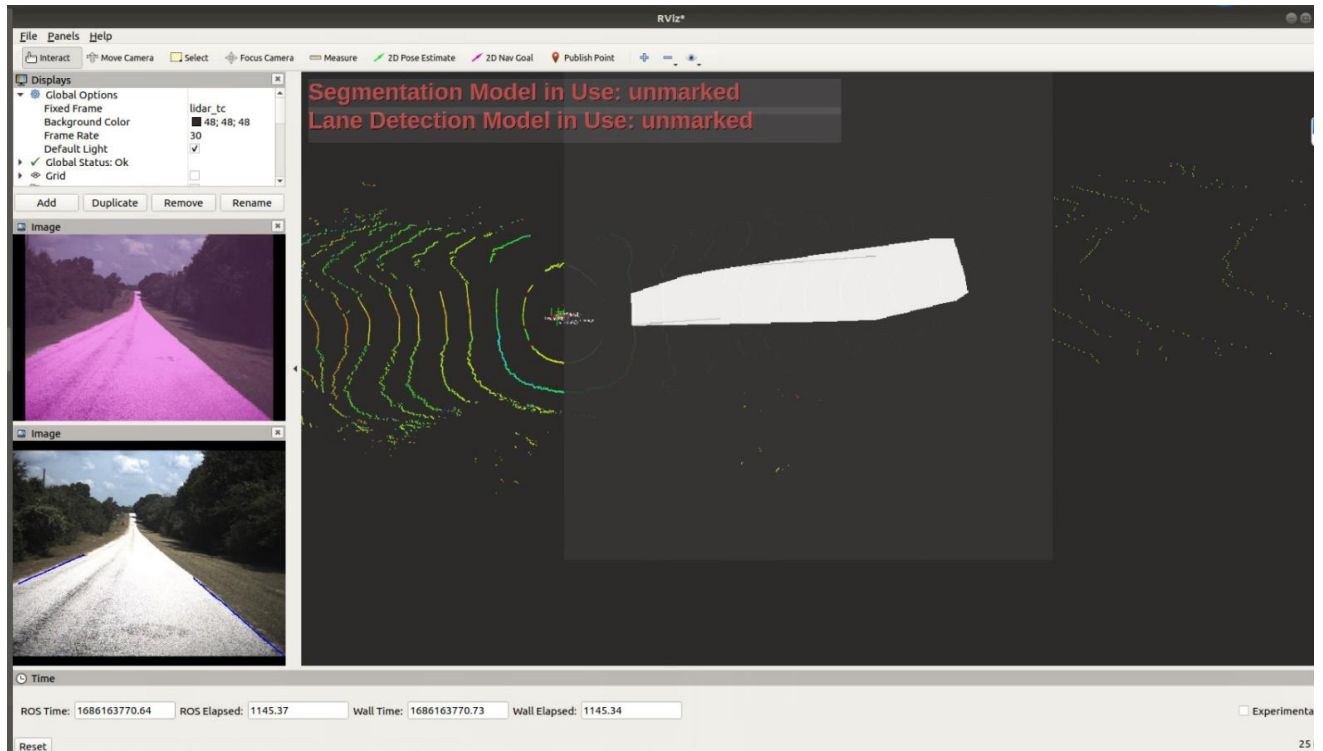 RViz*
File Panels Help
Interact Move Camera Select Focus Camera Measure 2D Pose Estimate 2D Nav Goal Publish Point
Displays
Global Options
Fixed Frame lidar_tc
Background Color 48; 48; 48
Frame Rate 30
Default Light
Global Status: Ok
Grid
Add Duplicate Remove Rename
Image
Image
Segmentation Model in Use: unmarked
Lane Detection Model in Use: unmarked
Time
ROS Time: 1686163770.64 ROS Elapsed: 1145.37 Wall Time: 1686163770.73 Wall Elapsed: 1145.34 Experimenta
Reset 25